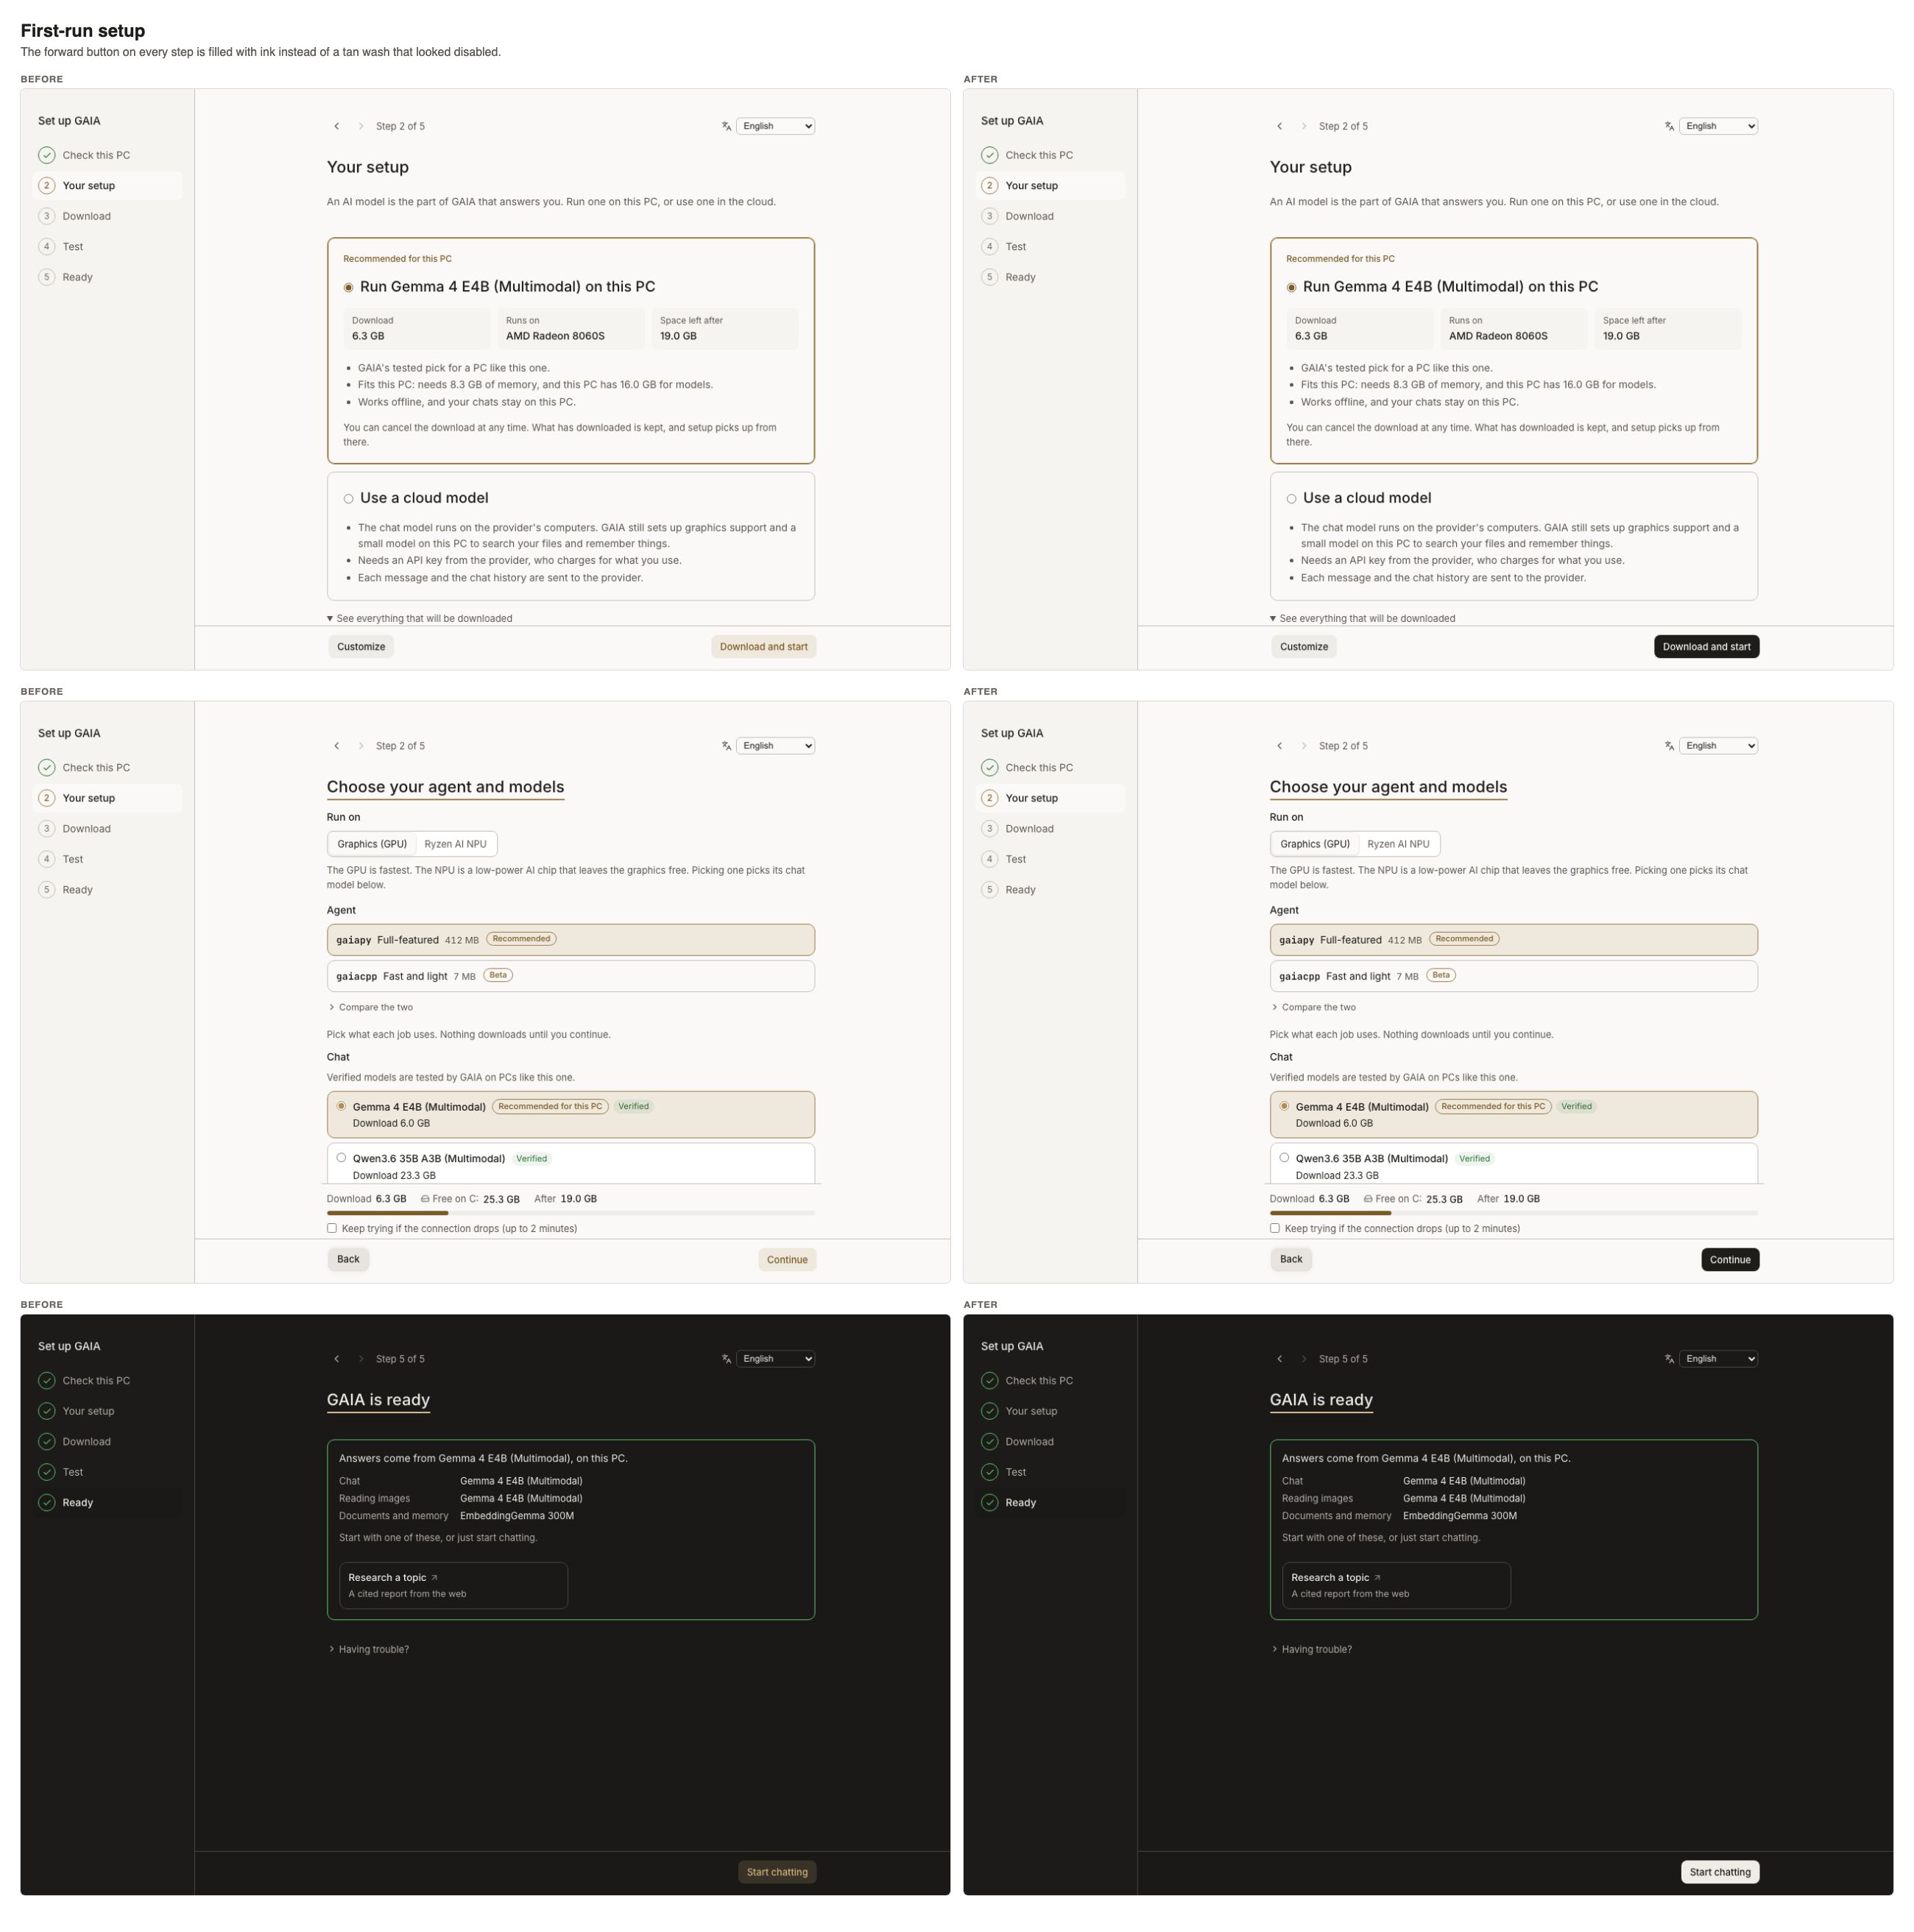 First-run setup
The forward button on every step is filled with ink instead of a tan wash that looked disabled.
BEFORE
Set up GAIA
Check this PC
2 Your setup
3 Download
4 Test
5 Ready
Step 2 of 5
English
Your setup
An AI model is the part of GAIA that answers you. Run one on this PC, or use one in the cloud.
Recommended for this PC
Run Gemma 4 E4B (Multimodal) on this PC
Download
6.3 GB
Runs on
AMD Radeon 8060S
Space left after
19.0 GB
• GAIA's tested pick for a PC like this one.
• Fits this PC: needs 8.3 GB of memory, and this PC has 16.0 GB for models.
• Works offline, and your chats stay on this PC.
You can cancel the download at any time. What has downloaded is kept, and setup picks up from
there.
Use a cloud model
• The chat model runs on the provider's computers. GAIA still sets up graphics support and a
small model on this PC to search your files and remember things.
• Needs an API key from the provider, who charges for what you use.
• Each message and the chat history are sent to the provider.
▼ See everything that will be downloaded
Customize
Download and start
AFTER
Set up GAIA
Check this PC
2 Your setup
3 Download
4 Test
5 Ready
Step 2 of 5
English
Your setup
An AI model is the part of GAIA that answers you. Run one on this PC, or use one in the cloud.
Recommended for this PC
Run Gemma 4 E4B (Multimodal) on this PC
Download
6.3 GB
Runs on
AMD Radeon 8060S
Space left after
19.0 GB
• GAIA's tested pick for a PC like this one.
• Fits this PC: needs 8.3 GB of memory, and this PC has 16.0 GB for models.
• Works offline, and your chats stay on this PC.
You can cancel the download at any time. What has downloaded is kept, and setup picks up from
there.
Use a cloud model
• The chat model runs on the provider's computers. GAIA still sets up graphics support and a
small model on this PC to search your files and remember things.
• Needs an API key from the provider, who charges for what you use.
• Each message and the chat history are sent to the provider.
▼ See everything that will be downloaded
Customize
Download and start
BEFORE
Set up GAIA
Check this PC
2 Your setup
3 Download
4 Test
5 Ready
Step 2 of 5
English
Choose your agent and models
Run on
Graphics (GPU)
Ryzen AI NPU
The GPU is fastest. The NPU is a low-power AI chip that leaves the graphics free. Picking one picks its chat
model below.
Agent
gaiapy Full-featured 412 MB Recommended
gaiacpp Fast and light 7 MB Beta
Compare the two
Pick what each job uses. Nothing downloads until you continue.
Chat
Verified models are tested by GAIA on PCs like this one.
Gemma 4 E4B (Multimodal) Recommended for this PC Verified
Download 6.0 GB
Qwen3.6 35B A3B (Multimodal) Verified
Download 23.3 GB
Download 6.3 GB Free on C: 25.3 GB After 19.0 GB
Keep trying if the connection drops (up to 2 minutes)
Back
Continue
AFTER
Set up GAIA
Check this PC
2 Your setup
3 Download
4 Test
5 Ready
Step 2 of 5
English
Choose your agent and models
Run on
Graphics (GPU)
Ryzen AI NPU
The GPU is fastest. The NPU is a low-power AI chip that leaves the graphics free. Picking one picks its chat
model below.
Agent
gaiapy Full-featured 412 MB Recommended
gaiacpp Fast and light 7 MB Beta
Compare the two
Pick what each job uses. Nothing downloads until you continue.
Chat
Verified models are tested by GAIA on PCs like this one.
Gemma 4 E4B (Multimodal) Recommended for this PC Verified
Download 6.0 GB
Qwen3.6 35B A3B (Multimodal) Verified
Download 23.3 GB
Download 6.3 GB Free on C: 25.3 GB After 19.0 GB
Keep trying if the connection drops (up to 2 minutes)
Back
Continue
BEFORE
Set up GAIA
Check this PC
Your setup
Download
Test
Ready
Step 5 of 5
English
GAIA is ready
Answers come from Gemma 4 E4B (Multimodal), on this PC.
Chat Gemma 4 E4B (Multimodal)
Reading images Gemma 4 E4B (Multimodal)
Documents and memory EmbeddingGemma 300M
Start with one of these, or just start chatting.
Research a topic
A cited report from the web
Having trouble?
Start chatting
AFTER
Set up GAIA
Check this PC
Your setup
Download
Test
Ready
Step 5 of 5
English
GAIA is ready
Answers come from Gemma 4 E4B (Multimodal), on this PC.
Chat Gemma 4 E4B (Multimodal)
Reading images Gemma 4 E4B (Multimodal)
Documents and memory EmbeddingGemma 300M
Start with one of these, or just start chatting.
Research a topic
A cited report from the web
Having trouble?
Start chatting